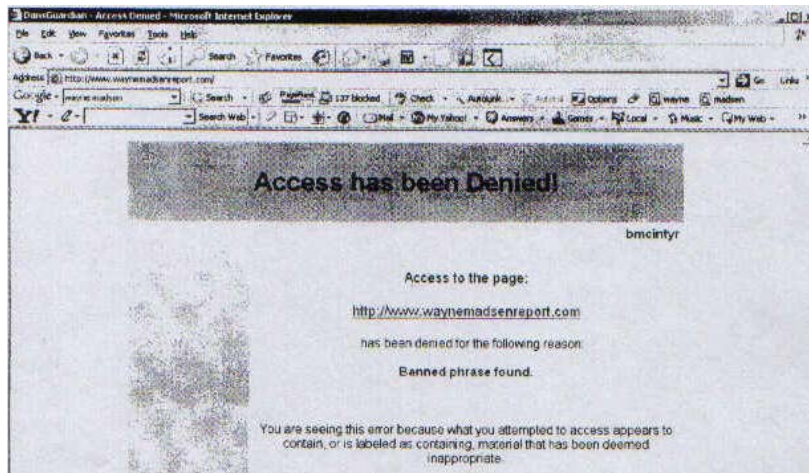 DansGuardian - Access Denied - Microsoft Internet Explorer
File Edit View Favorites Tools Help
Back Search Favorites
Address http://www.waynemadsenreport.com/ Go Links
Google - wayne madsen Search PageRank 137 blocked Check AutoLink Options wayne madsen
Y! Search Web Mail My Yahoo! Answers Games Local Music My Web
Access has been Denied!
bmcintyr
Access to the page:
http://www.waynemadsenreport.com
has been denied for the following reason:
Banned phrase found.
You are seeing this error because what you attempted to access appears to
contain, or is labeled as containing, material that has been deemed
inappropriate.